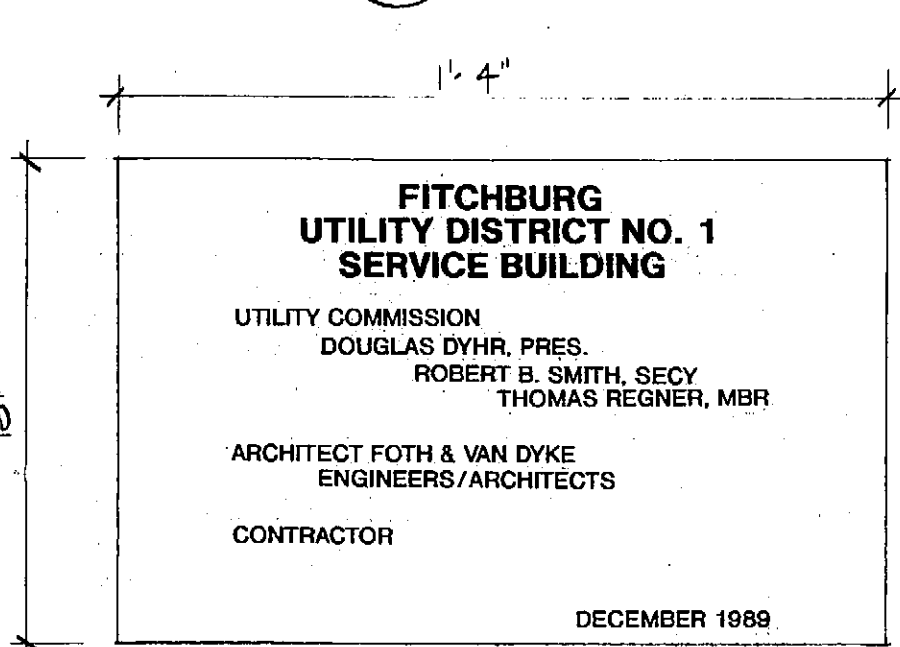 1'- 4"
FITCHBURG
UTILITY DISTRICT NO. 1
SERVICE BUILDING
UTILITY COMMISSION
DOUGLAS DYHR, PRES.
ROBERT B. SMITH, SECY
THOMAS REGNER, MBR
ARCHITECT FOTH & VAN DYKE
ENGINEERS/ARCHITECTS
CONTRACTOR
DECEMBER 1989